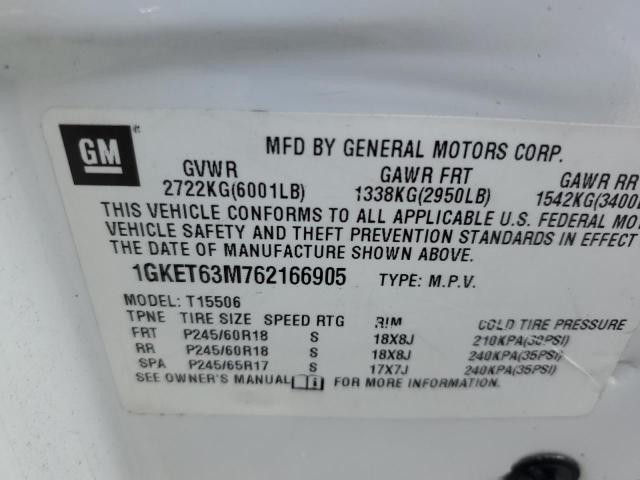 GM
MFD BY GENERAL MOTORS CORP.
GVWR GAWR FRT GAWR RR
2722KG(6001LB) 1338KG(2950LB) 1542KG(3400L
THIS VEHICLE CONFORMS TO ALL APPLICABLE U.S. FEDERAL MOT
VEHICLE SAFETY AND THEFT PREVENTION STANDARDS IN EFFECT
THE DATE OF MANUFACTURE SHOWN ABOVE.
1GKET63M762166905 TYPE: M.P.V.
MODEL: T15506
TPNE TIRE SIZE SPEED RTG RIM COLD TIRE PRESSURE
FRT P245/60R18 S 18X8J 210KPA(30PSI)
RR P245/60R18 S 18X8J 240KPA(35PSI)
SPA P245/65R17 S 17X7J 240KPA(35PSI)
SEE OWNER'S MANUAL FOR MORE INFORMATION.